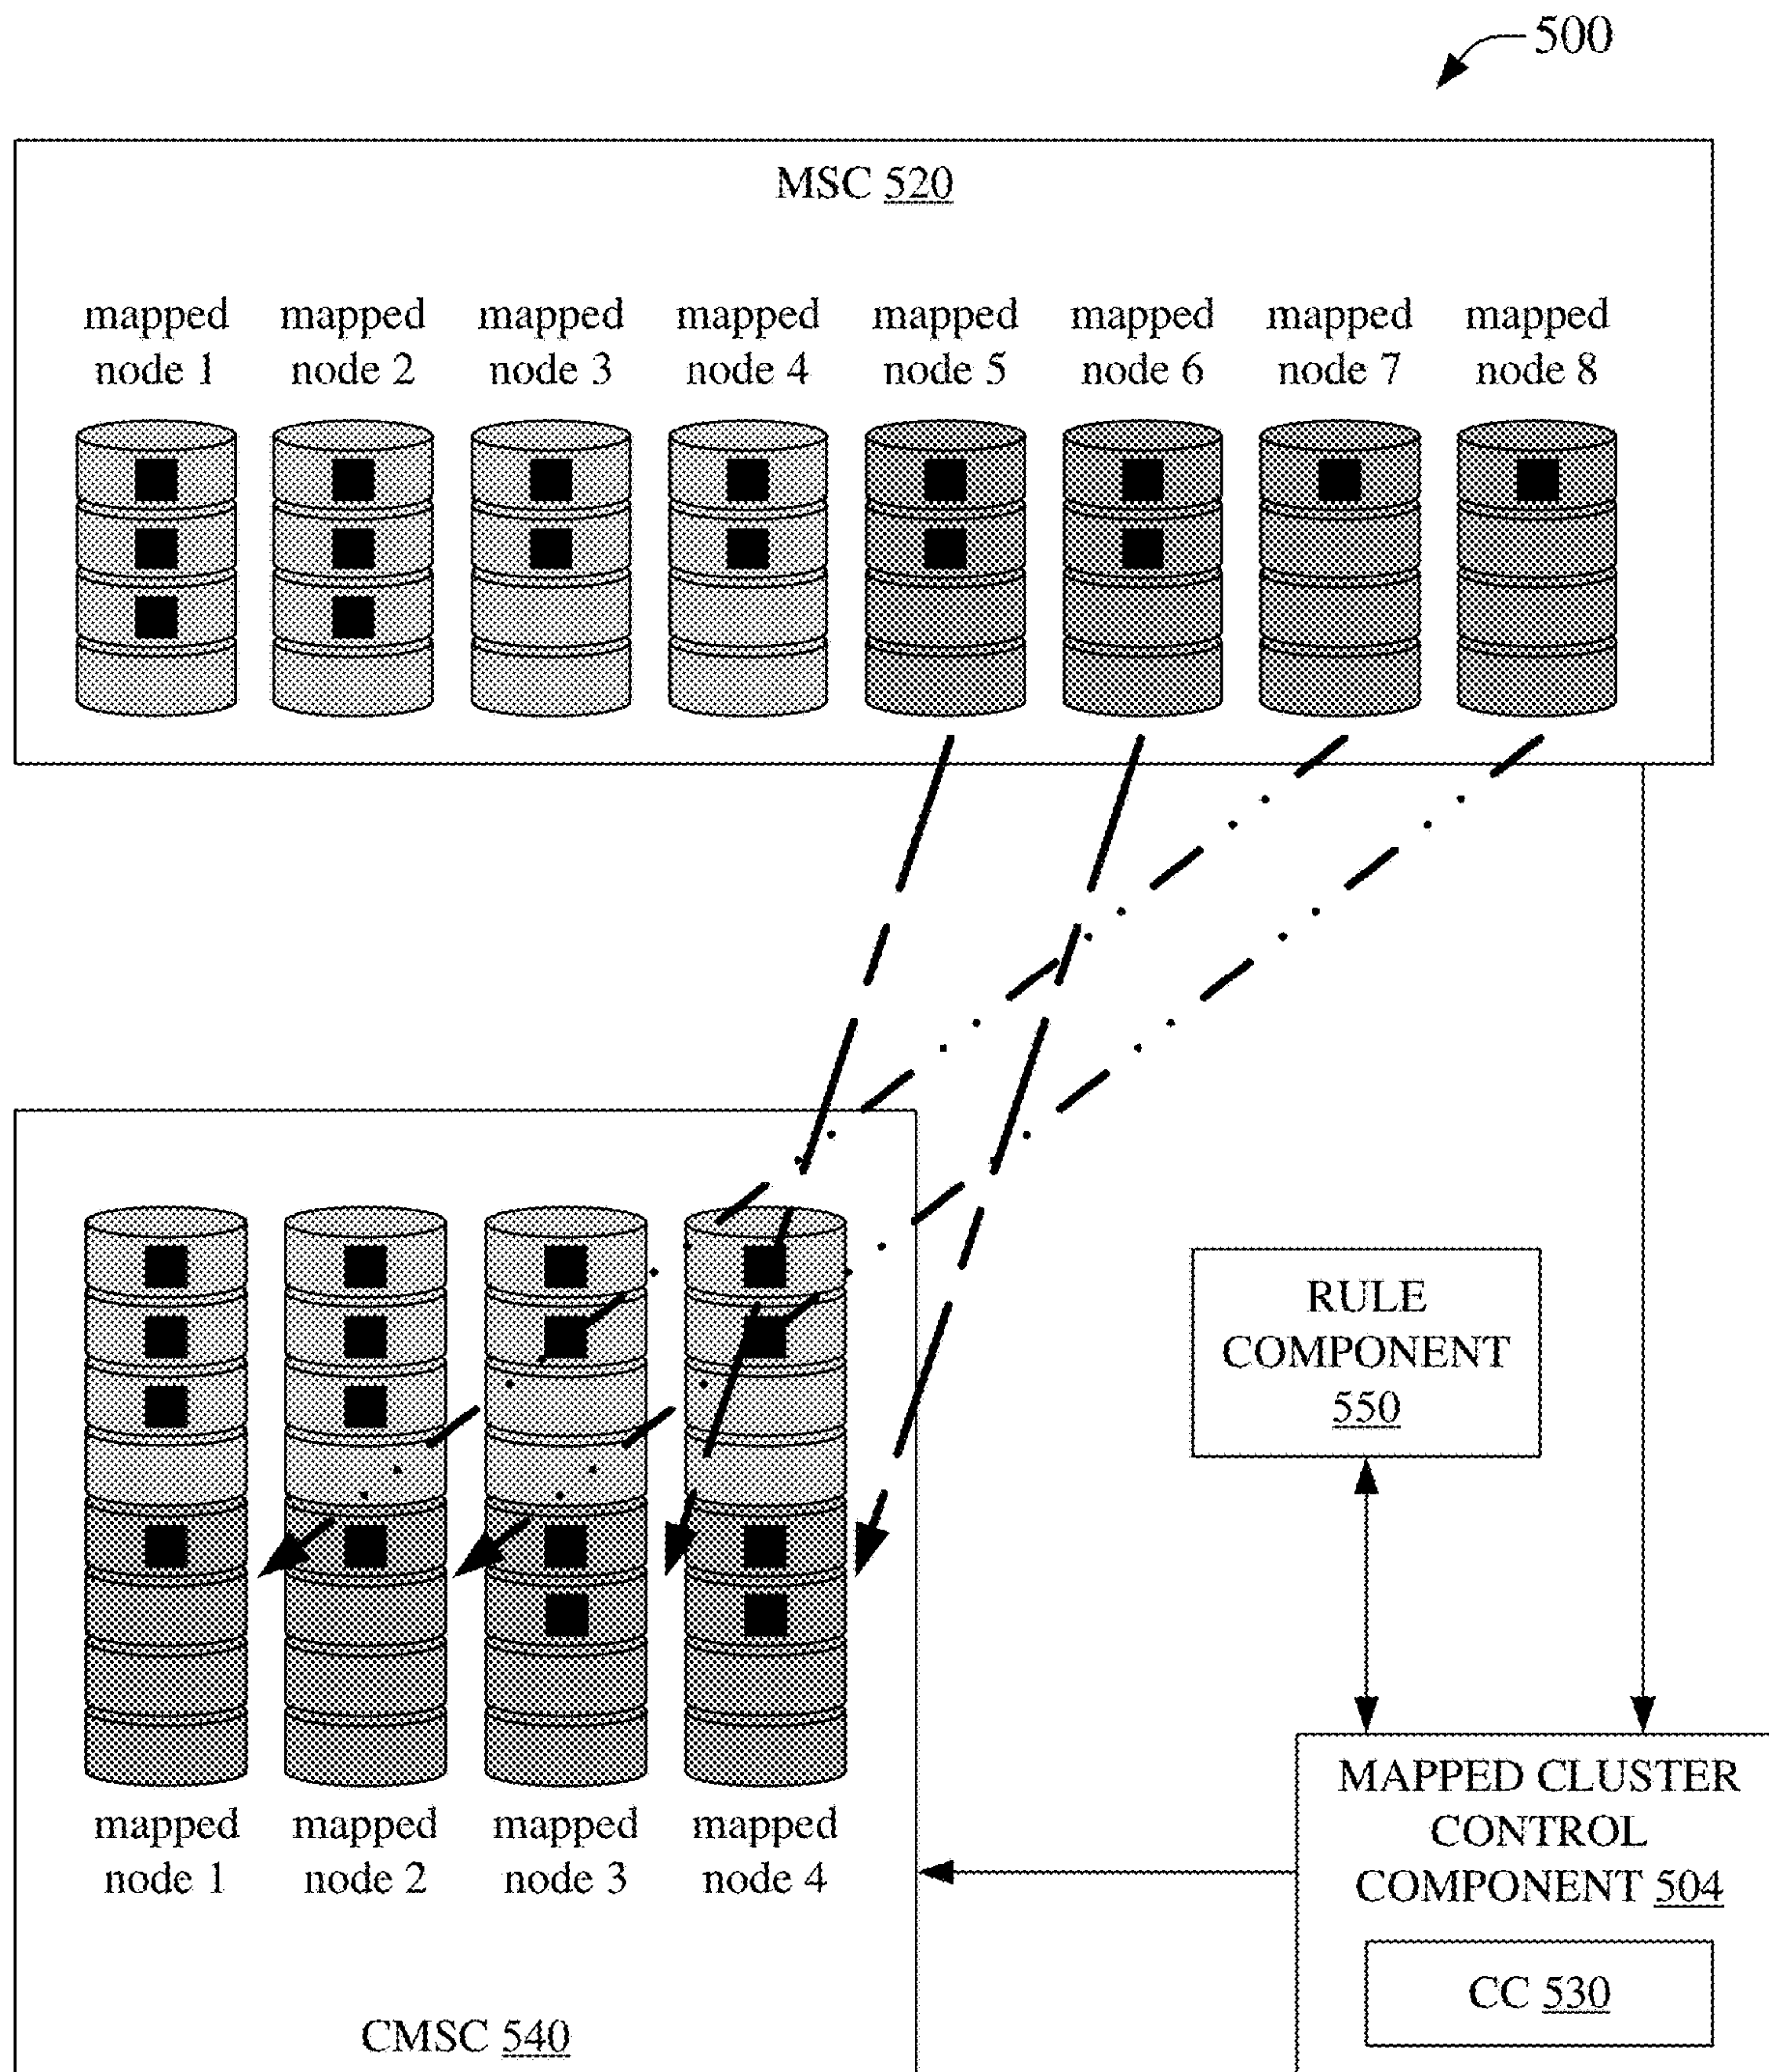 500
MSC 520
mapped node 1
mapped node 2
mapped node 3
mapped node 4
mapped node 5
mapped node 6
mapped node 7
mapped node 8
RULE
COMPONENT
550
MAPPED CLUSTER
CONTROL
COMPONENT 504
CC 530
mapped node 1
mapped node 2
mapped node 3
mapped node 4
CMSC 540